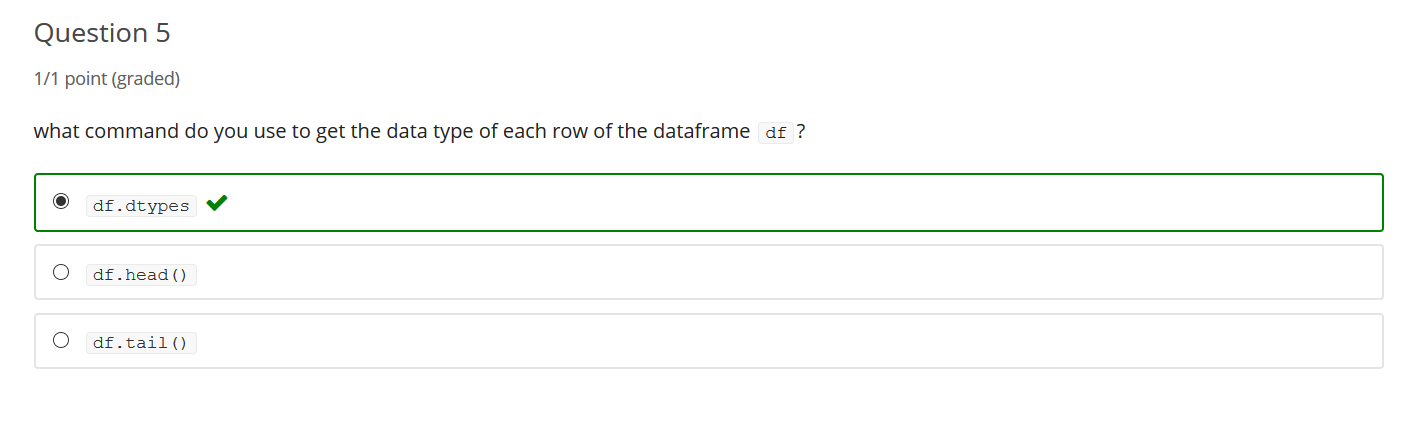 Question 5
1/1 point (graded)
what command do you use to get the data type of each row of the dataframe df ?
df.dtypes
df.head()
df.tail()